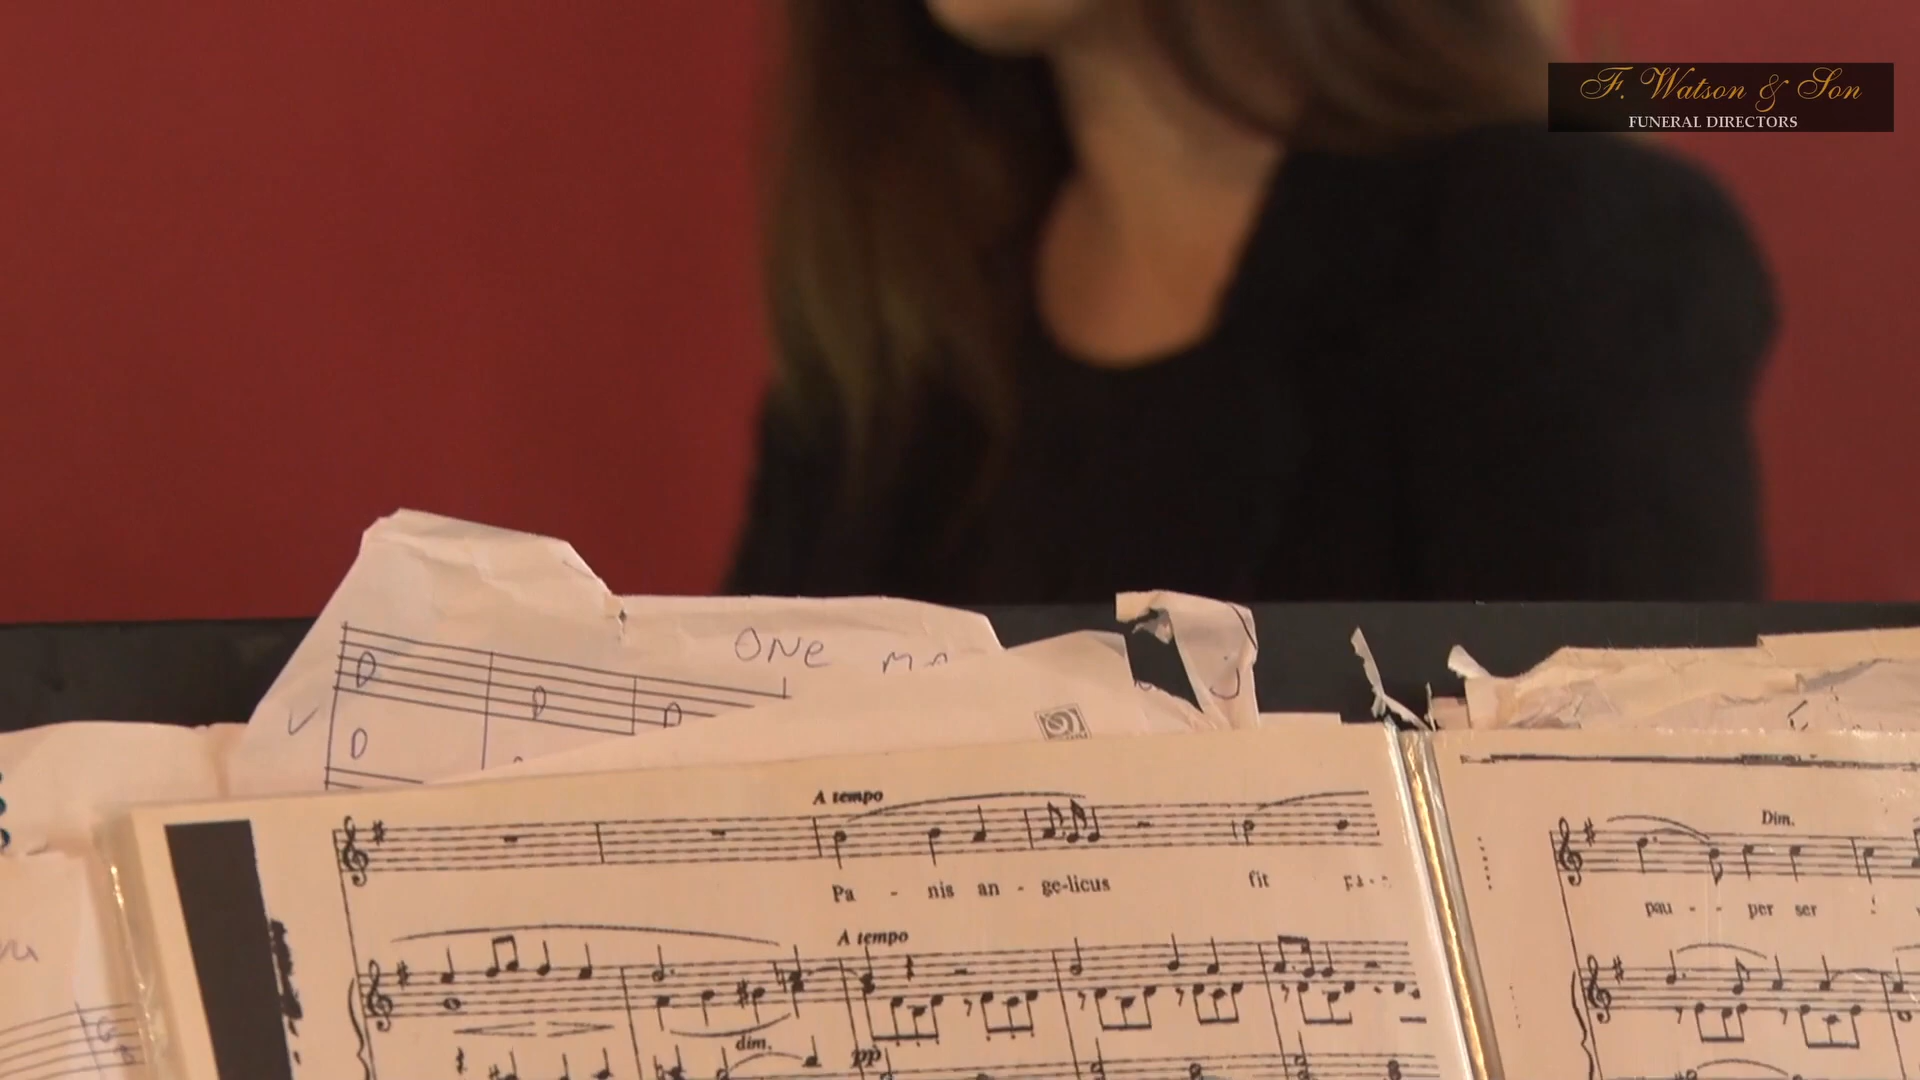 F. Watson & Son
FUNERAL DIRECTORS
ONE
A tempo
Pa - nis an - ge-licus fit
A tempo
dim.
pp
Dim.
pau - - per ser